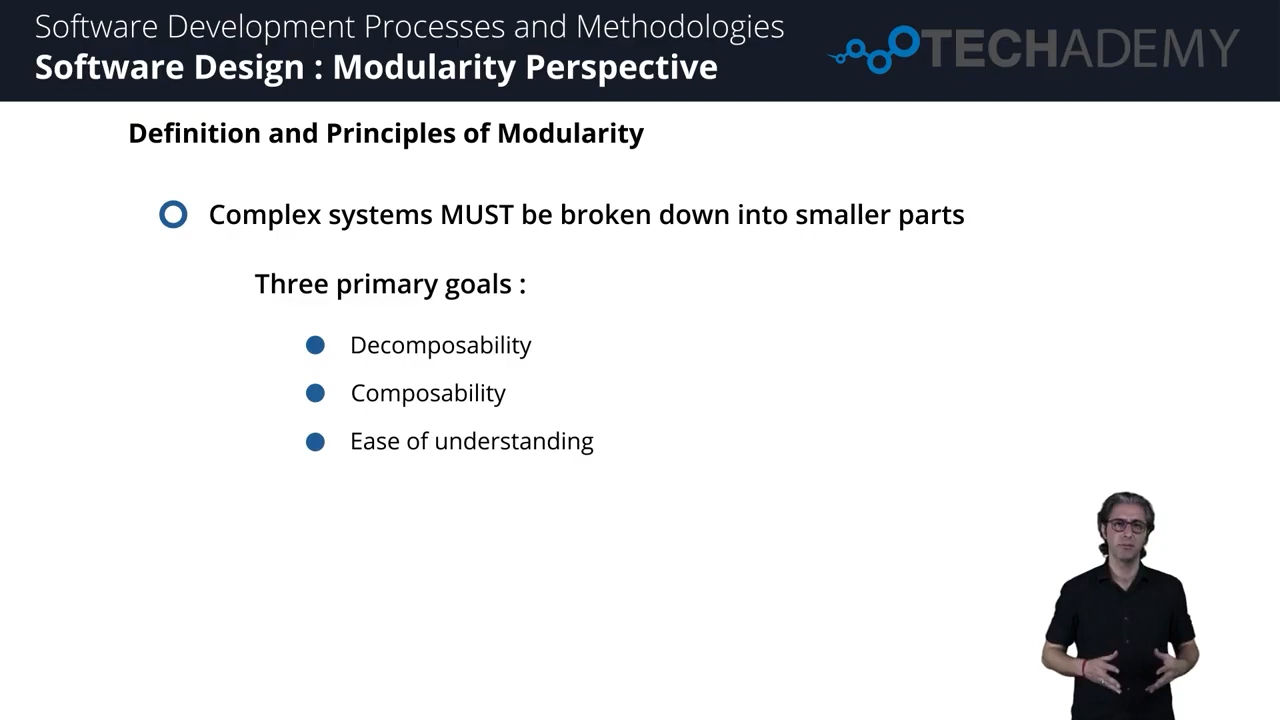 Software Development Processes and Methodologies
Software Design : Modularity Perspective
TECHADEMY
Definition and Principles of Modularity
Complex systems MUST be broken down into smaller parts
Three primary goals :
Decomposability
Composability
Ease of understanding